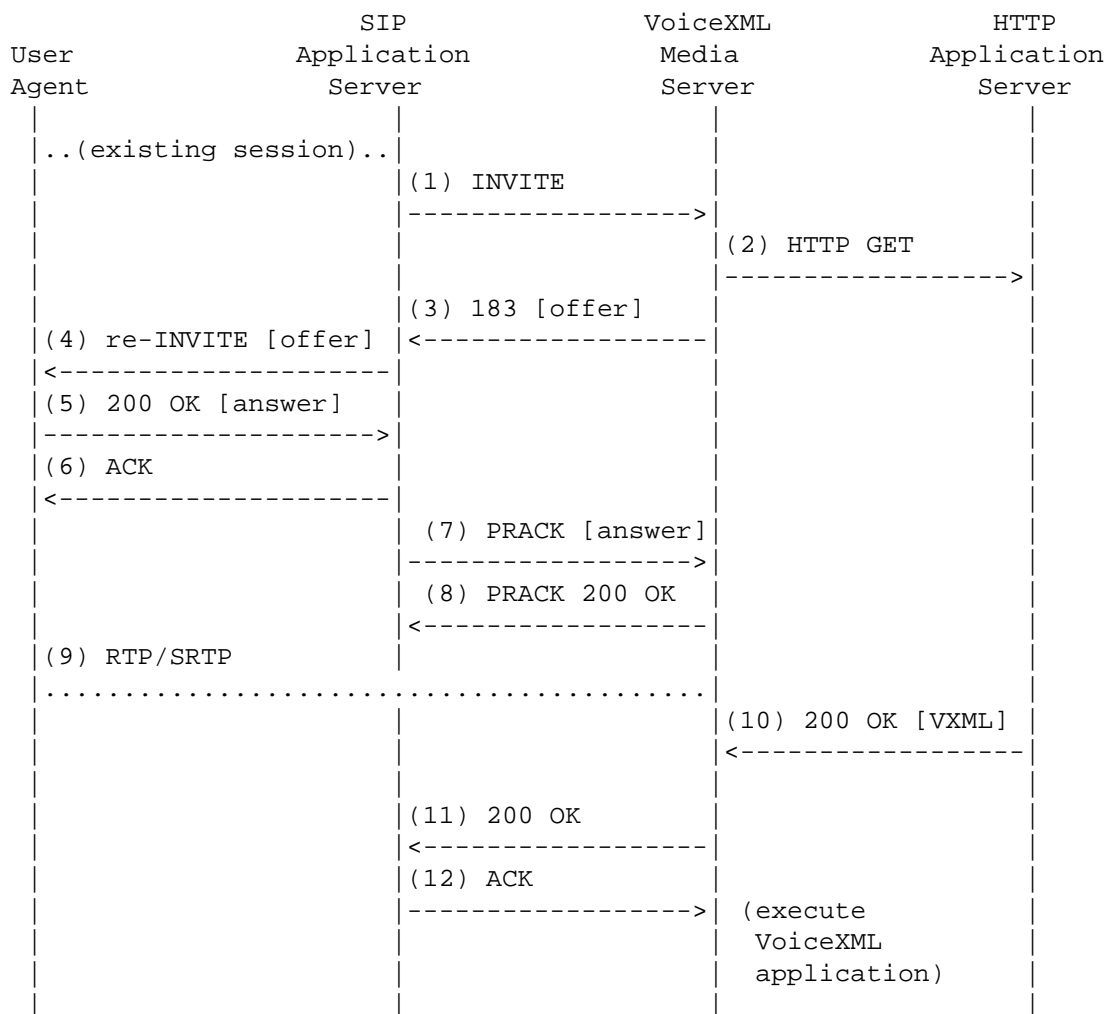 SIP VoiceXML HTTP
User Application Media Application
Agent Server Server Server
..(existing session)..
(1) INVITE
(2) HTTP GET
(3) 183 [offer]
(4) re-INVITE [offer]
(5) 200 OK [answer]
(6) ACK
(7) PRACK [answer]
(8) PRACK 200 OK
(9) RTP/SRTP
(10) 200 OK [VXML]
(11) 200 OK
(12) ACK
(execute
VoiceXML
application)